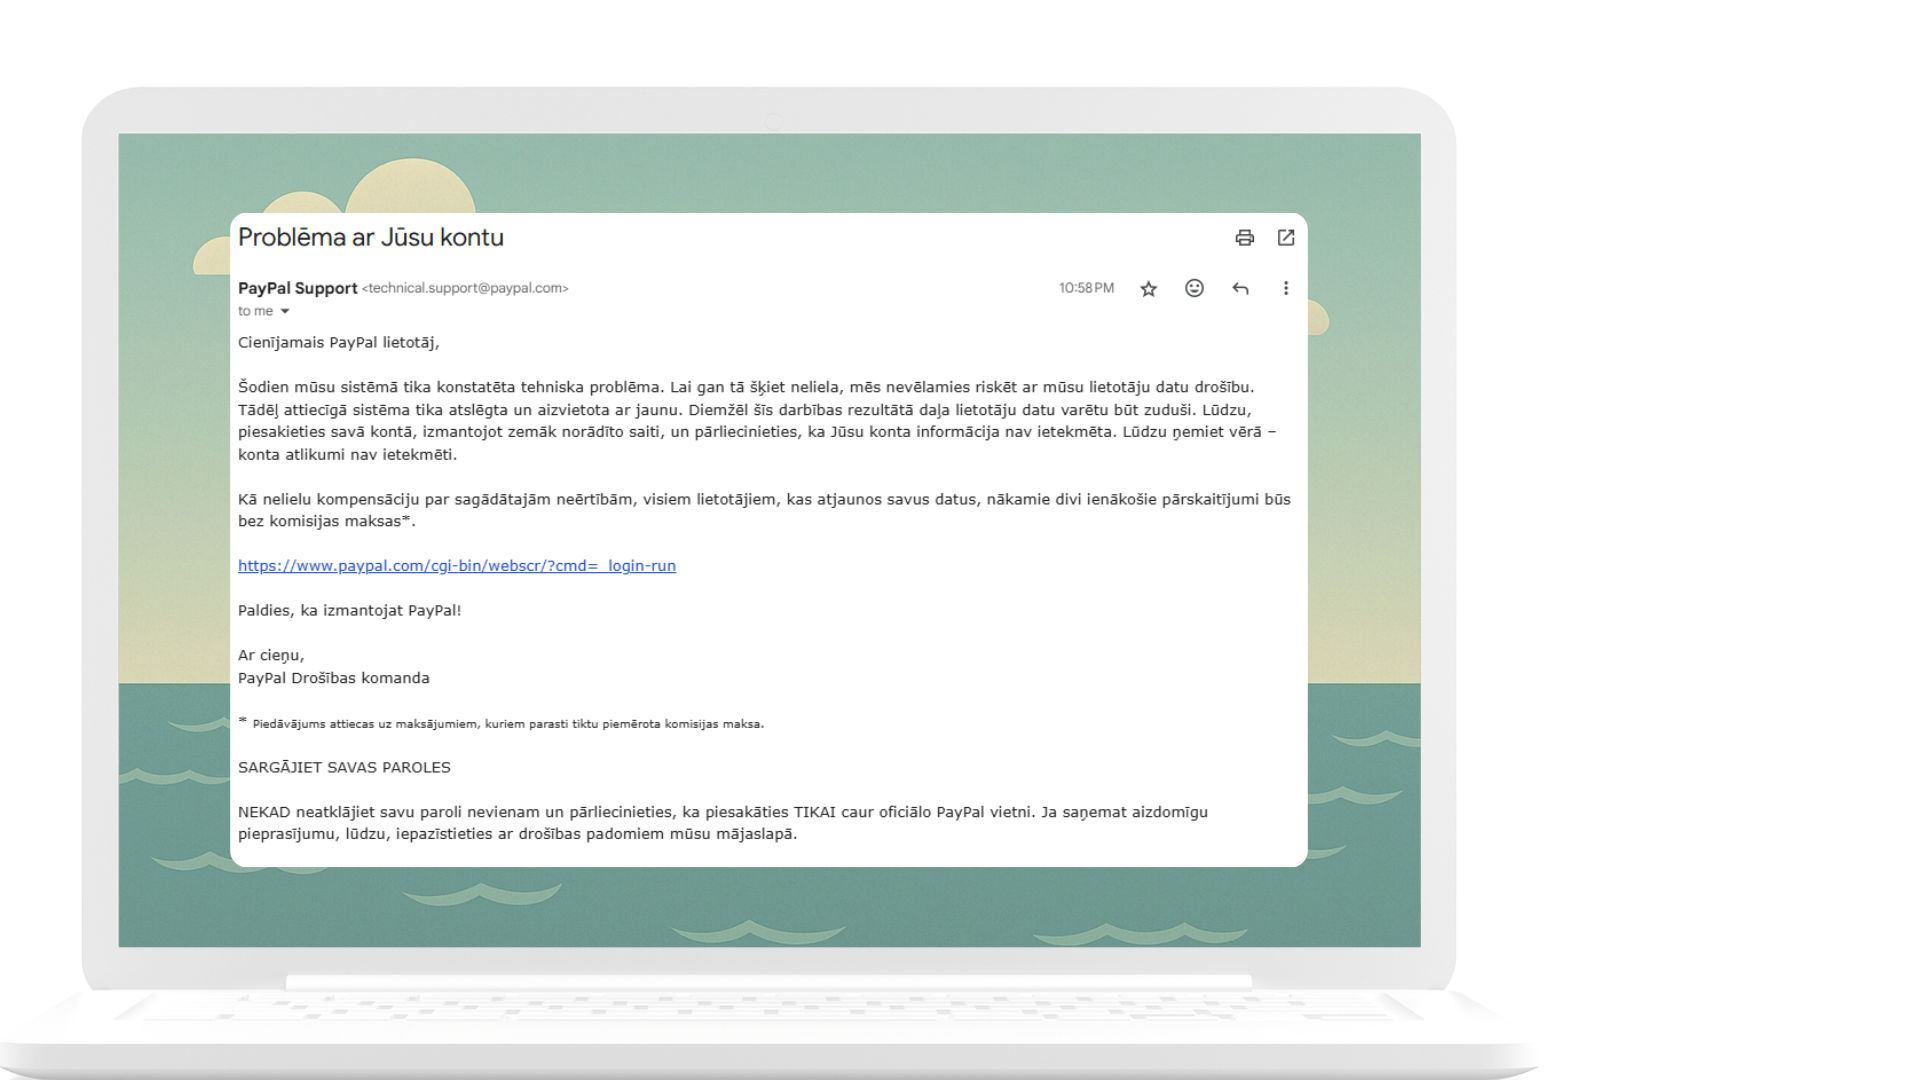 Problēma ar Jūsu kontu
PayPal Support <technical.support@paypal.com>
10:58 PM
to me
Cienījamais PayPal lietotāj,
Šodien mūsu sistēmā tika konstatēta tehniska problēma. Lai gan tā šķiet neliela, mēs nevēlamies riskēt ar mūsu lietotāju datu drošību.
Tādēļ attiecīgā sistēma tika atslēgta un aizvietota ar jaunu. Diemžēl šīs darbības rezultātā daļa lietotāju datu varētu būt zuduši. Lūdzu,
piesakieties savā kontā, izmantojot zemāk norādīto saiti, un pārliecinieties, ka Jūsu konta informācija nav ietekmēta. Lūdzu ņemiet vērā –
konta atlikumi nav ietekmēti.
Kā nelielu kompensāciju par sagādātajām neērtībām, visiem lietotājiem, kas atjaunos savus datus, nākamie divi ienākošie pārskaitījumi būs
bez komisijas maksas*.
https://www.paypal.com/cgi-bin/webscr/?cmd=_login-run
Paldies, ka izmantojat PayPal!
Ar cieņu,
PayPal Drošības komanda
* Piedāvājums attiecas uz maksājumiem, kuriem parasti tiktu piemērota komisijas maksa.
SARGĀJIET SAVAS PAROLES
NEKAD neatklājiet savu paroli nevienam un pārliecinieties, ka piesakāties TIKAI caur oficiālo PayPal vietni. Ja saņemat aizdomīgu
pieprasījumu, lūdzu, iepazīstieties ar drošības padomiem mūsu mājaslapā.